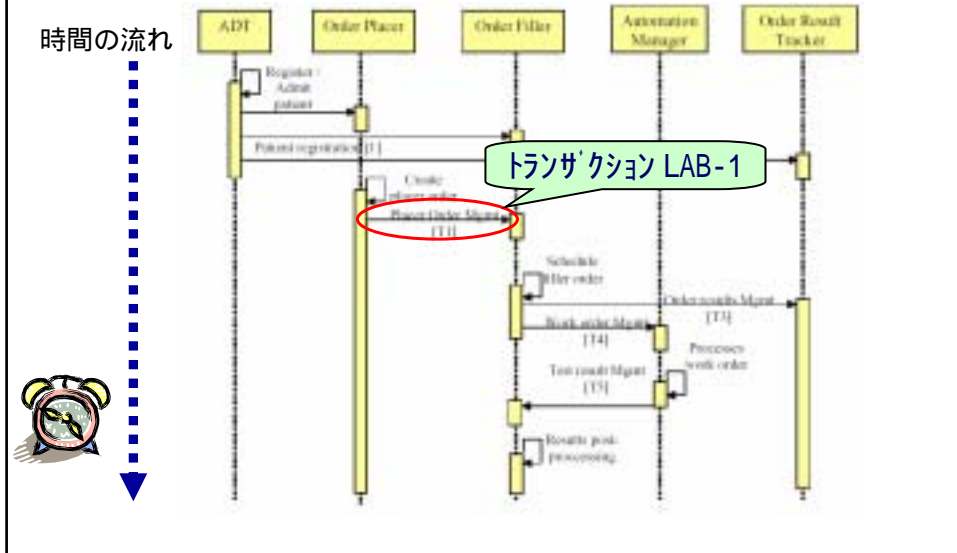 時間の流れ
ADT
Order Placer
Order Filler
Automation
Manager
Order Result
Tracker
Register /
Admit
patient
Patient registration [1]
トランザクション LAB-1
Create
placer order
Placer Order Mgmt
[T1]
Schedule
filler order
Order results Mgmt
[T3]
Work order Mgmt
[T4]
Processes
work order
Test result Mgmt
[T5]
Results post-
processing